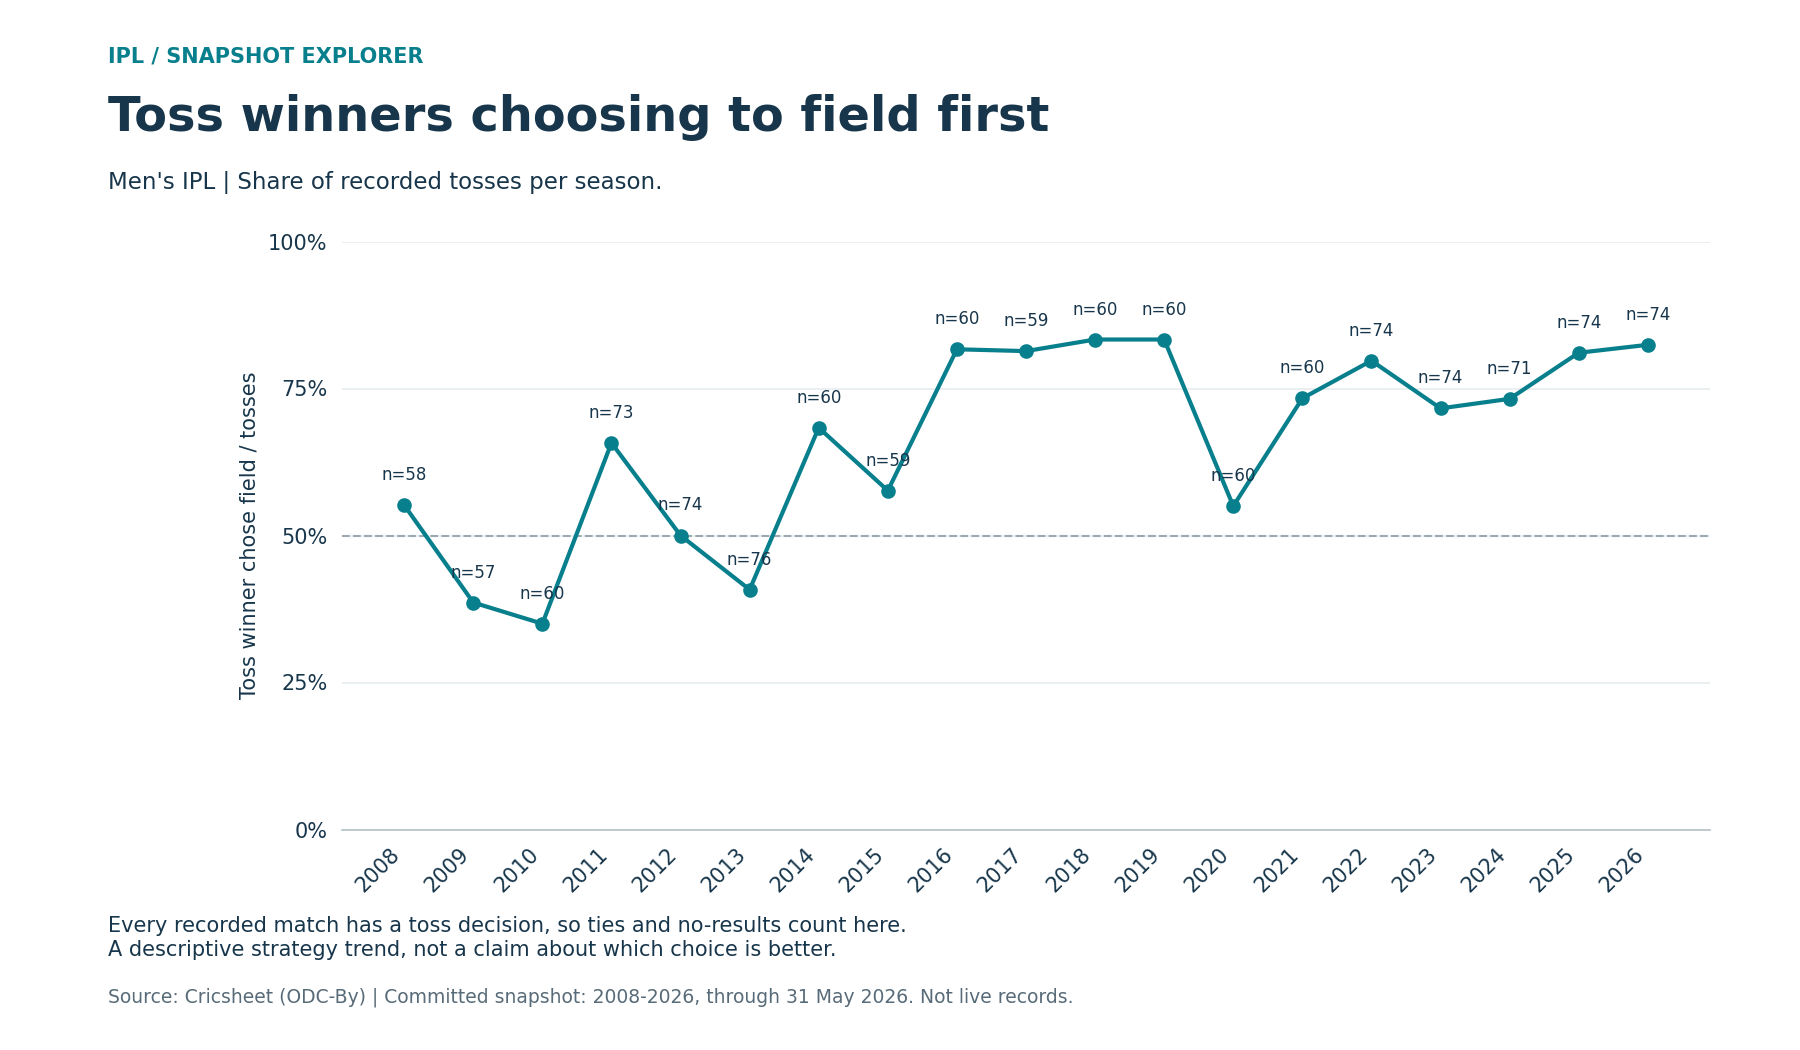 IPL / SNAPSHOT EXPLORER
Toss winners choosing to field first
Men's IPL | Share of recorded tosses per season.
Toss winner chose field / tosses
100%
75%
50%
25%
0%
n=58
n=57
n=60
n=73
n=74
n=76
n=60
n=59
n=60
n=59
n=60
n=60
n=60
n=60
n=74
n=74
n=71
n=74
n=74
2008
2009
2010
2011
2012
2013
2014
2015
2016
2017
2018
2019
2020
2021
2022
2023
2024
2025
2026
Every recorded match has a toss decision, so ties and no-results count here.
A descriptive strategy trend, not a claim about which choice is better.
Source: Cricsheet (ODC-By) | Committed snapshot: 2008-2026, through 31 May 2026. Not live records.